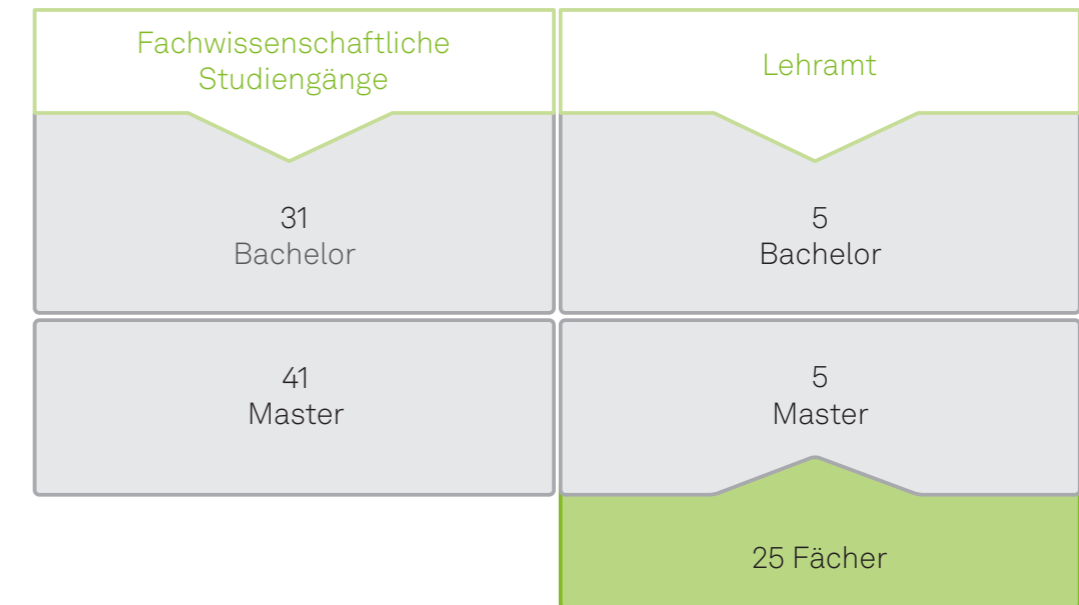 Fachwissenschaftliche
Studiengänge
Lehramt
31
Bachelor
5
Bachelor
41
Master
5
Master
25 Fächer